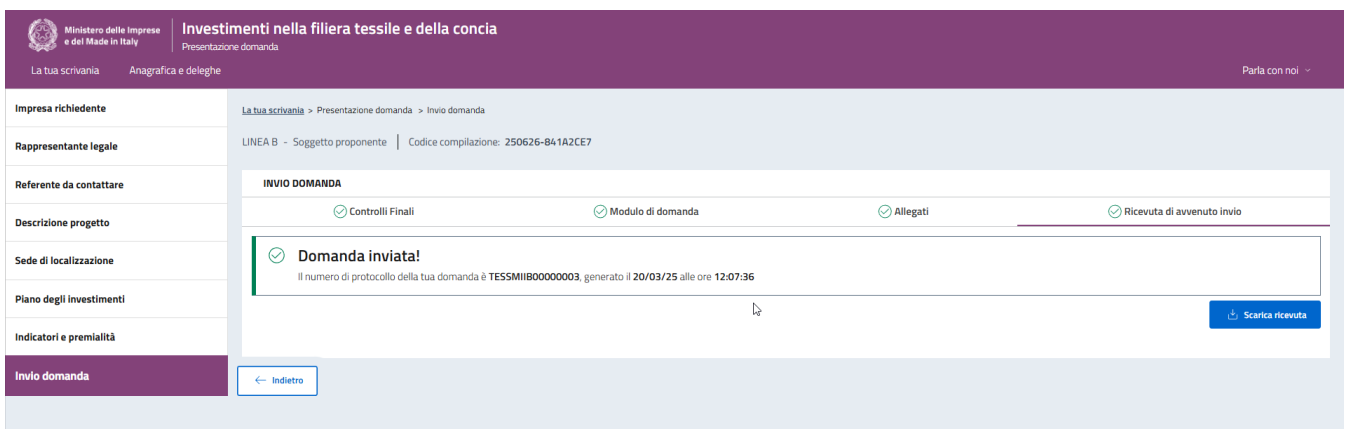 Ministero delle Imprese
e del Made in Italy
Investimenti nella filiera tessile e della concia
Presentazione domanda
La tua scrivania
Anagrafica e deleghe
Parla con noi
Impresa richiedente
Rappresentante legale
Referente da contattare
Descrizione progetto
Sede di localizzazione
Piano degli investimenti
Indicatori e premialità
Invio domanda
La tua scrivania > Presentazione domanda > Invio domanda
LINEA B - Soggetto proponente | Codice compilazione: 250626-841A2CE7
INVIO DOMANDA
Controlli Finali
Modulo di domanda
Allegati
Ricevuta di avvenuto invio
Domanda inviata!
Il numero di protocollo della tua domanda è TESSMIIB00000003, generato il 20/03/25 alle ore 12:07:36
Scarica ricevuta
← Indietro